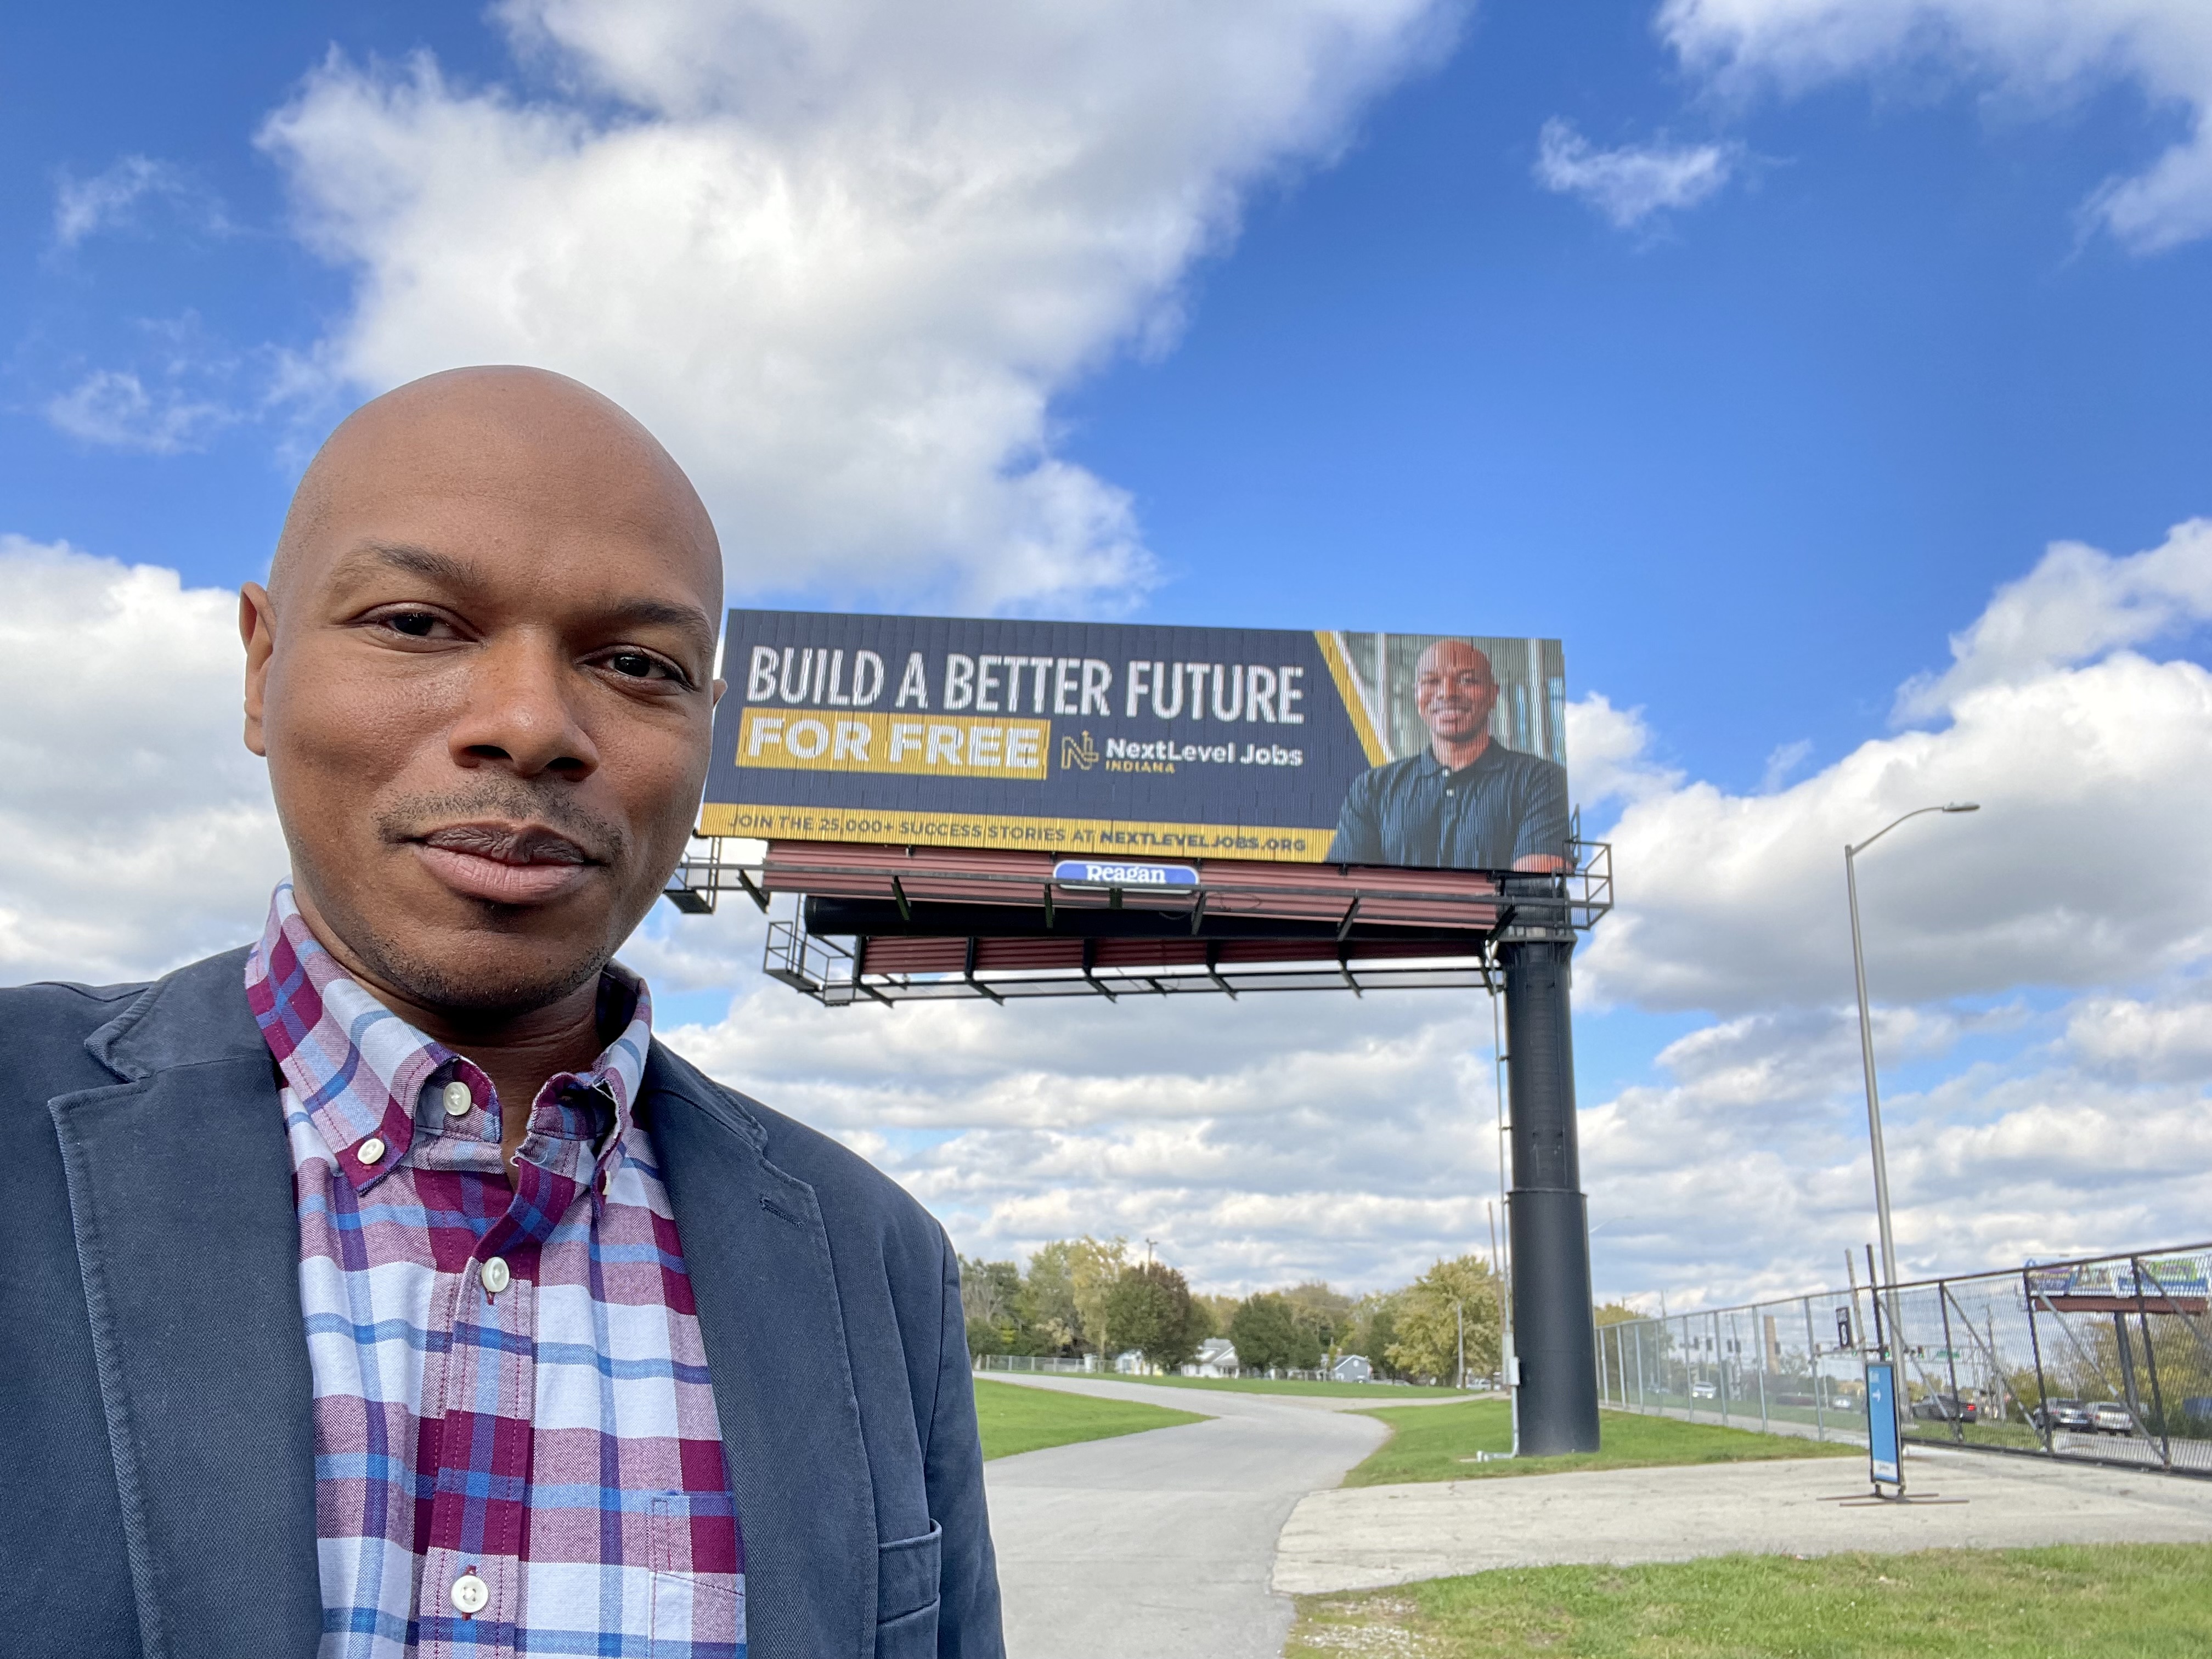 BUILD A BETTER FUTURE
FOR FREE
NextLevel Jobs
INDIANA
JOIN THE 25,000+ SUCCESS STORIES AT NEXTLEVELJOBS.ORG
Reagan